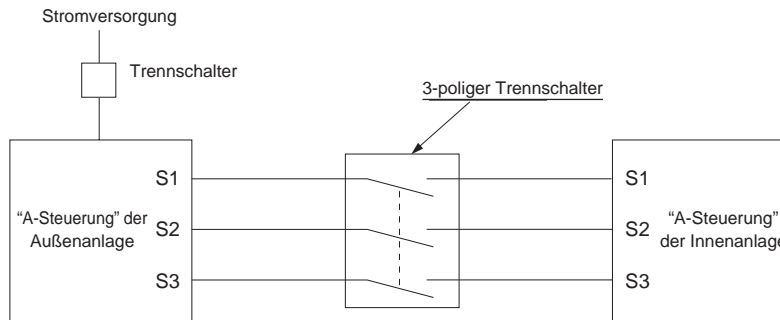 Stromversorgung
Trennschalter
3-poliger Trennschalter
S1
S2
S3
“A-Steuerung” der
Außenanlage
S1
S2
S3
“A-Steuerung”
der Innenanlage